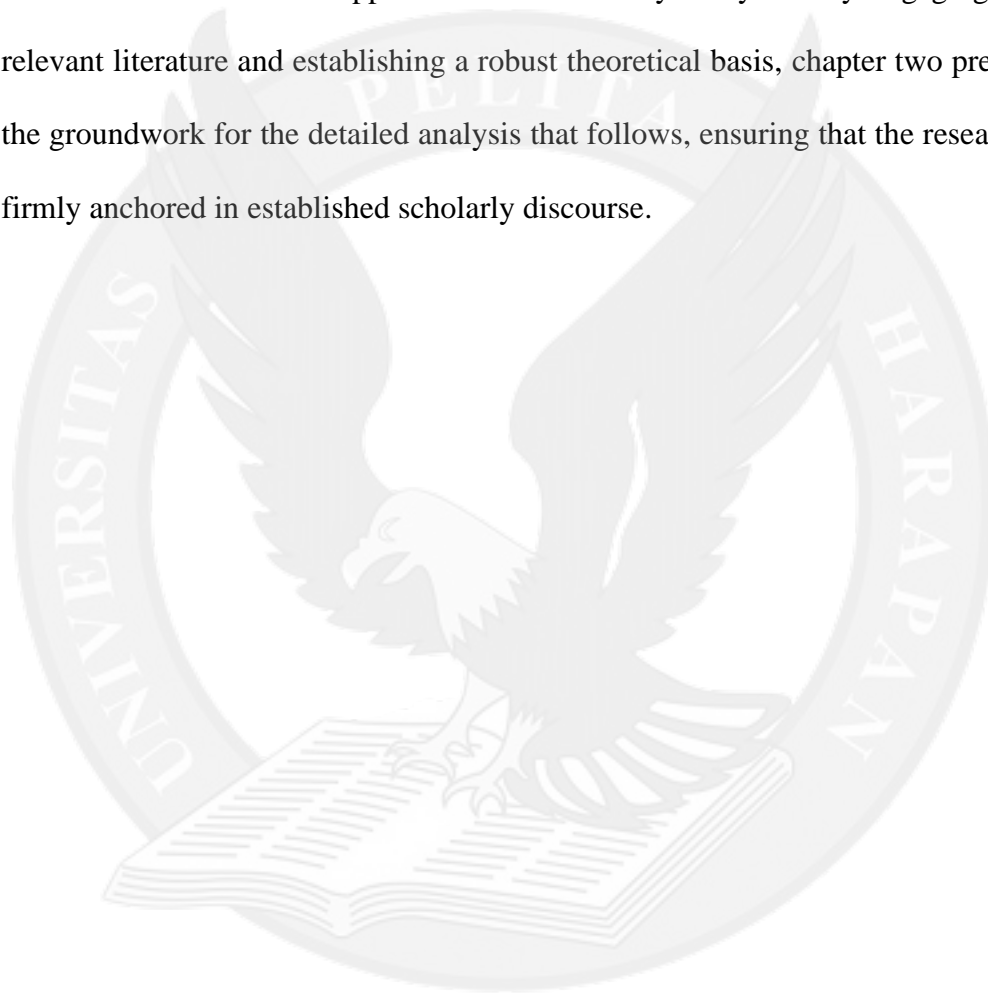 relevant literature and establishing a robust theoretical basis, chapter two pre
the groundwork for the detailed analysis that follows, ensuring that the resea
firmly anchored in established scholarly discourse.
UNIVERSITAS PELITA HARAPAN